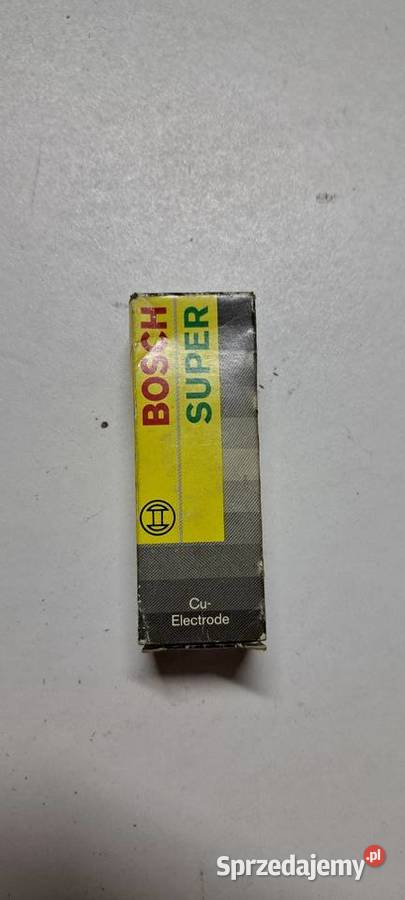 BOSCH
SUPER
Cu-
Electrode
Sprzedajemy.pl